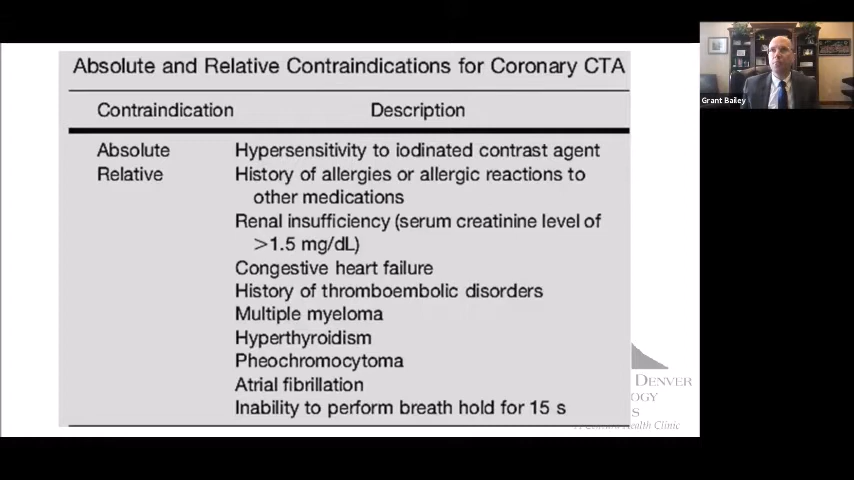 Absolute and Relative Contraindications for Coronary CTA
Contraindication Description
Absolute Hypersensitivity to iodinated contrast agent
Relative History of allergies or allergic reactions to
other medications
Renal insufficiency (serum creatinine level of
>1.5 mg/dL)
Congestive heart failure
History of thromboembolic disorders
Multiple myeloma
Hyperthyroidism
Pheochromocytoma
Atrial fibrillation
Inability to perform breath hold for 15 s
DENVER
OGY
S
Health Clinic
Grant Bailey